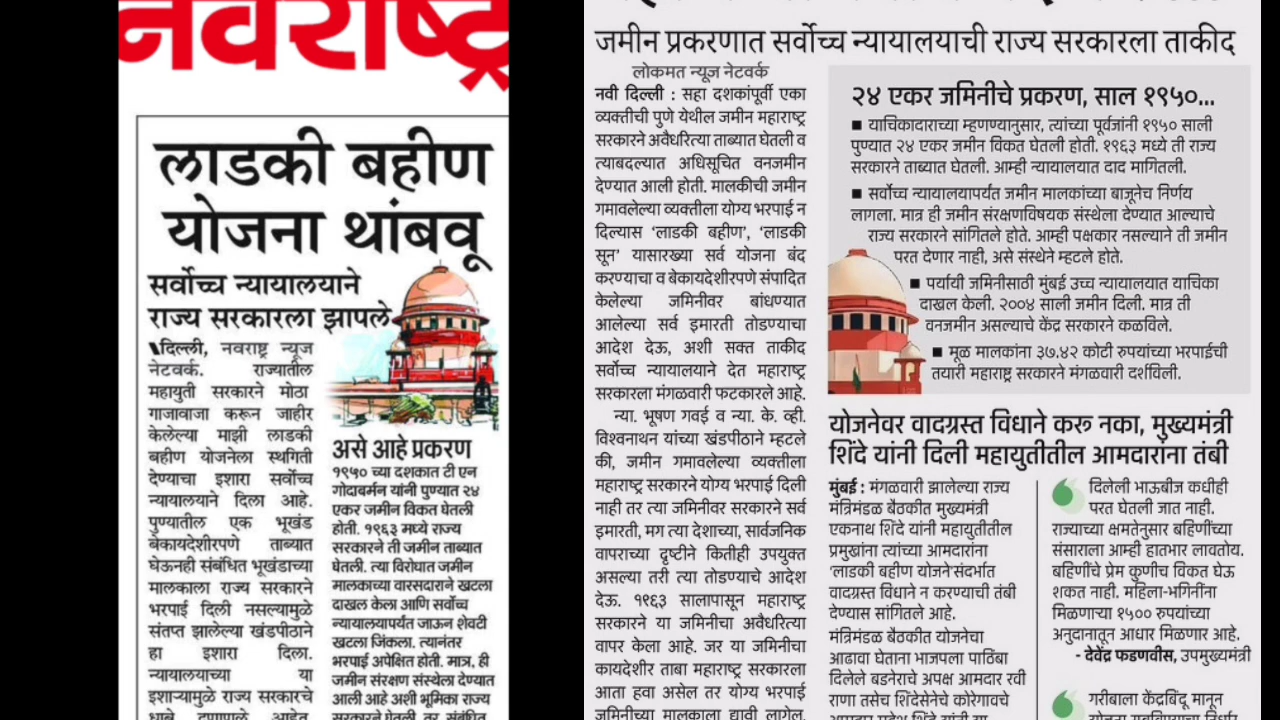 नवराष्ट्र
लाडकी बहीण
योजना थांबवू
सर्वोच्च न्यायालयाने
राज्य सरकारला झापले
दिल्ली, नवराष्ट्र न्यूज
नेटवर्क. राज्यातील
महायुती सरकारने मोठा
गाजावाजा करून जाहीर
केलेल्या माझी लाडकी
बहीण योजनेला स्थगिती
देण्याचा इशारा सर्वोच्च
न्यायालयाने दिला आहे.
पुण्यातील एक भूखंड
बेकायदेशीरपणे ताब्यात
घेऊनही संबंधित भूखंडाच्या
मालकाला राज्य सरकारने
भरपाई दिली नसल्यामुळे
संतप्त झालेल्या खंडपीठाने
हा इशारा दिला.
न्यायालयाच्या या
इशाऱ्यामुळे राज्य सरकारचे
धाबे दणाणले आहेत.
असे आहे प्रकरण
१९५० च्या दशकात टी एन
गोदाबर्मन यांनी पुण्यात २४
एकर जमीन विकत घेतली
होती. १९६३ मध्ये राज्य
सरकारने ती जमीन ताब्यात
घेतली. त्या विरोधात जमीन
मालकाच्या वारसदाराने खटला
दाखल केला आणि सर्वोच्च
न्यायालयापर्यंत जाऊन शेवटी
खटला जिंकला. त्यानंतर
भरपाई अपेक्षित होती. मात्र, ही
जमीन संरक्षण संस्थेला देण्यात
आली आहे अशी भूमिका राज्य
सरकारने घेतली. तर, संबंधित
जमीन प्रकरणात सर्वोच्च न्यायालयाची राज्य सरकारला ताकीद
लोकमत न्यूज नेटवर्क
नवी दिल्ली : सहा दशकांपूर्वी एका
व्यक्तीची पुणे येथील जमीन महाराष्ट्र
सरकारने अवैधरित्या ताब्यात घेतली व
त्याबदल्यात अधिसूचित वनजमीन
देण्यात आली होती. मालकीची जमीन
गमावलेल्या व्यक्तीला योग्य भरपाई न
दिल्यास ‘लाडकी बहीण’, ‘लाडकी
सून’ यासारख्या सर्व योजना बंद
करण्याचा व बेकायदेशीरपणे संपादित
केलेल्या जमिनीवर बांधण्यात
आलेल्या सर्व इमारती तोडण्याचा
आदेश देऊ, अशी सक्त ताकीद
सर्वोच्च न्यायालयाने देत महाराष्ट्र
सरकारला मंगळवारी फटकारले आहे.
न्या. भूषण गवई व न्या. के. व्ही.
विश्वनाथन यांच्या खंडपीठाने म्हटले
की, जमीन गमावलेल्या व्यक्तीला
महाराष्ट्र सरकारने योग्य भरपाई दिली
नाही तर त्या जमिनीवर सरकारने सर्व
इमारती, मग त्या देशाच्या, सार्वजनिक
वापराच्या दृष्टीने कितीही उपयुक्त
असल्या तरी त्या तोडण्याचे आदेश
देऊ. १९६३ सालापासून महाराष्ट्र
सरकारने या जमिनीचा अवैधरित्या
वापर केला आहे. जर या जमिनीचा
कायदेशीर ताबा महाराष्ट्र सरकारला
आता हवा असेल तर योग्य भरपाई
जमिनीच्या मालकाला द्यावी लागेल.
२४ एकर जमिनीचे प्रकरण, साल १९५०...
■ याचिकादाराच्या म्हणण्यानुसार, त्यांच्या पूर्वजांनी १९५० साली
पुण्यात २४ एकर जमीन विकत घेतली होती. १९६३ मध्ये ती राज्य
सरकारने ताब्यात घेतली. आम्ही न्यायालयात दाद मागितली.
■ सर्वोच्च न्यायालयापर्यंत जमीन मालकांच्या बाजूनेच निर्णय
लागला. मात्र ही जमीन संरक्षणविषयक संस्थेला देण्यात आल्याचे
राज्य सरकारने सांगितले होते. आम्ही पक्षकार नसल्याने ती जमीन
परत देणार नाही, असे संस्थेने म्हटले होते.
■ पर्यायी जमिनीसाठी मुंबई उच्च न्यायालयात याचिका
दाखल केली. २००४ साली जमीन दिली. मात्र ती
वनजमीन असल्याचे केंद्र सरकारने कळविले.
■ मूळ मालकांना ३७.४२ कोटी रुपयांच्या भरपाईची
तयारी महाराष्ट्र सरकारने मंगळवारी दर्शविली.
योजनेवर वादग्रस्त विधाने करू नका, मुख्यमंत्री
शिंदे यांनी दिली महायुतीतील आमदारांना तंबी
मुंबई : मंगळवारी झालेल्या राज्य
मंत्रिमंडळ बैठकीत मुख्यमंत्री
एकनाथ शिंदे यांनी महायुतीतील
प्रमुखांना त्यांच्या आमदारांना
'लाडकी बहीण योजने'संदर्भात
वादग्रस्त विधाने न करण्याची तंबी
देण्यास सांगितले आहे.
मंत्रिमंडळ बैठकीत योजनेचा
आढावा घेताना भाजपला पाठिंबा
दिलेले बडनेराचे अपक्ष आमदार रवी
राणा तसेच शिंदेसेनेचे कोरेगावचे
दिलेली भाऊबीज कधीही
परत घेतली जात नाही.
राज्याच्या क्षमतेनुसार बहिणींच्या
संसाराला आम्ही हातभार लावतोय.
बहिणींचे प्रेम कुणीच विकत घेऊ
शकत नाही. महिला-भगिनींना
मिळणाऱ्या १५०० रुपयांच्या
अनुदानातून आधार मिळणार आहे.
- देवेंद्र फडणवीस, उपमुख्यमंत्री
गरीबाला केंद्रबिंदू मानून